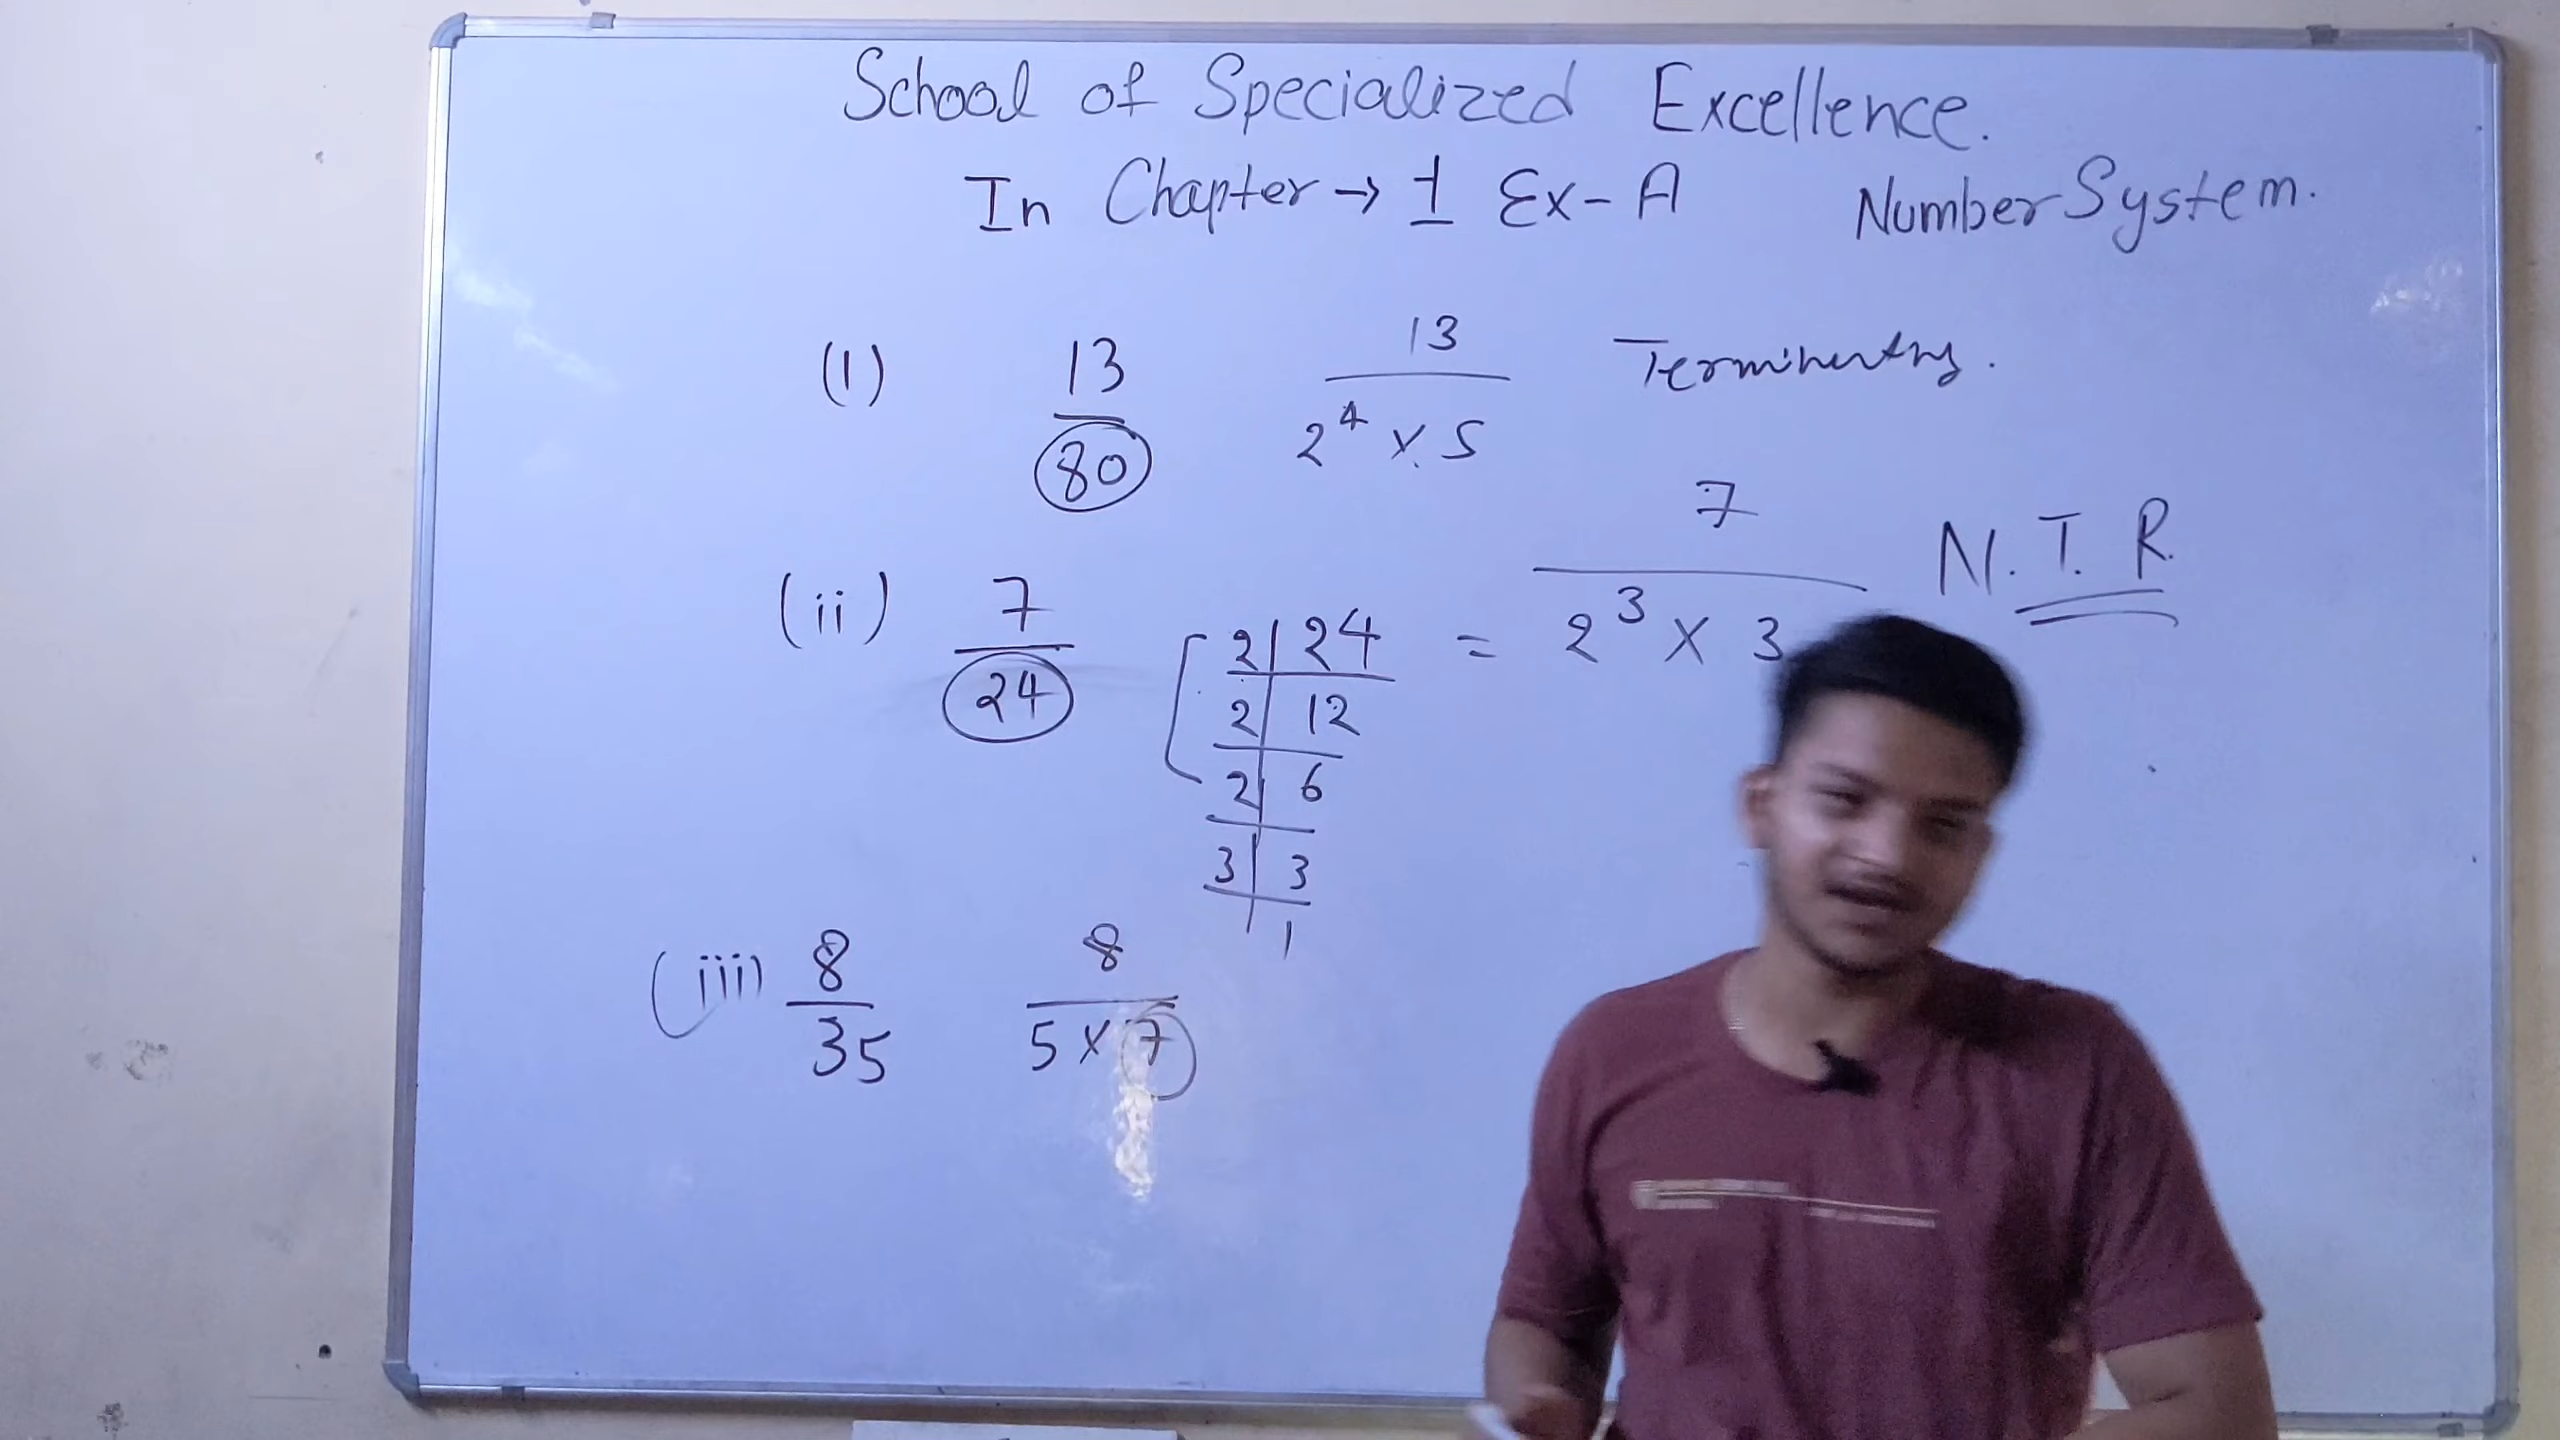 School of Specialized Excellence.
In Chapter → 1 Ex-A Number System.
(I) 13/80 13/2⁴ × 5
(ii) 7/24 = 7/2³ × 3 N.T.R.
2 | 24
2 | 12
2 | 6
3 | 3
| 1
(iii) 8/35 8/5 × 7